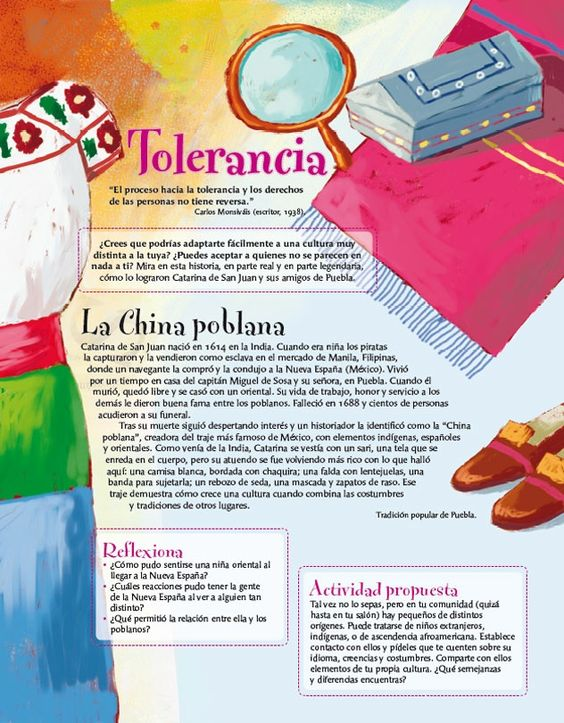 Tolerancia
“El proceso hacia la tolerancia y los derechos
de las personas no tiene reversa.”
Carlos Monsiváis (escritor, 1938).
¿Crees que podrías adaptarte fácilmente a una cultura muy
distinta a la tuya? ¿Puedes aceptar a quienes no se parecen en
nada a ti? Mira en esta historia, en parte real y en parte legendaria,
cómo lo lograron Catarina de San Juan y sus amigos de Puebla.
La China poblana
Catarina de San Juan nació en 1614 en la India. Cuando era niña los piratas
la capturaron y la vendieron como esclava en el mercado de Manila, Filipinas,
donde un navegante la compró y la condujo a la Nueva España (México). Vivió
por un tiempo en casa del capitán Miguel de Sosa y su señora, en Puebla. Cuando él
murió, quedó libre y se casó con un oriental. Su vida de trabajo, honor y servicio a los
demás le dieron buena fama entre los poblanos. Falleció en 1688 y cientos de personas
acudieron a su funeral.
Tras su muerte siguió despertando interés y un historiador la identificó como la “China
poblana”, creadora del traje más famoso de México, con elementos indígenas, españoles
y orientales. Como venía de la India, Catarina se vestía con un sari, una tela que se
enreda en el cuerpo, pero su atuendo se fue volviendo más rico con lo que halló
aquí: una camisa blanca, bordada con chaquira; una falda con lentejuelas, una
banda para sujetarla; un rebozo de seda, una mascada y zapatos de raso. Ese
traje demuestra cómo crece una cultura cuando combina las costumbres
y tradiciones de otros lugares.
Tradición popular de Puebla.
Reflexiona
• ¿Cómo pudo sentirse una niña oriental al
llegar a la Nueva España?
• ¿Cuáles reacciones pudo tener la gente
de la Nueva España al ver a alguien tan
distinto?
• ¿Qué permitió la relación entre ella y los
poblanos?
Actividad propuesta
Tal vez no lo sepas, pero en tu comunidad (quizá
hasta en tu salón) hay pequeños de distintos
orígenes. Puede tratarse de niños extranjeros,
indígenas, o de ascendencia afroamericana. Establece
contacto con ellos y pídeles que te cuenten sobre su
idioma, creencias y costumbres. Comparte con ellos
elementos de tu propia cultura. ¿Qué semejanzas
y diferencias encuentras?